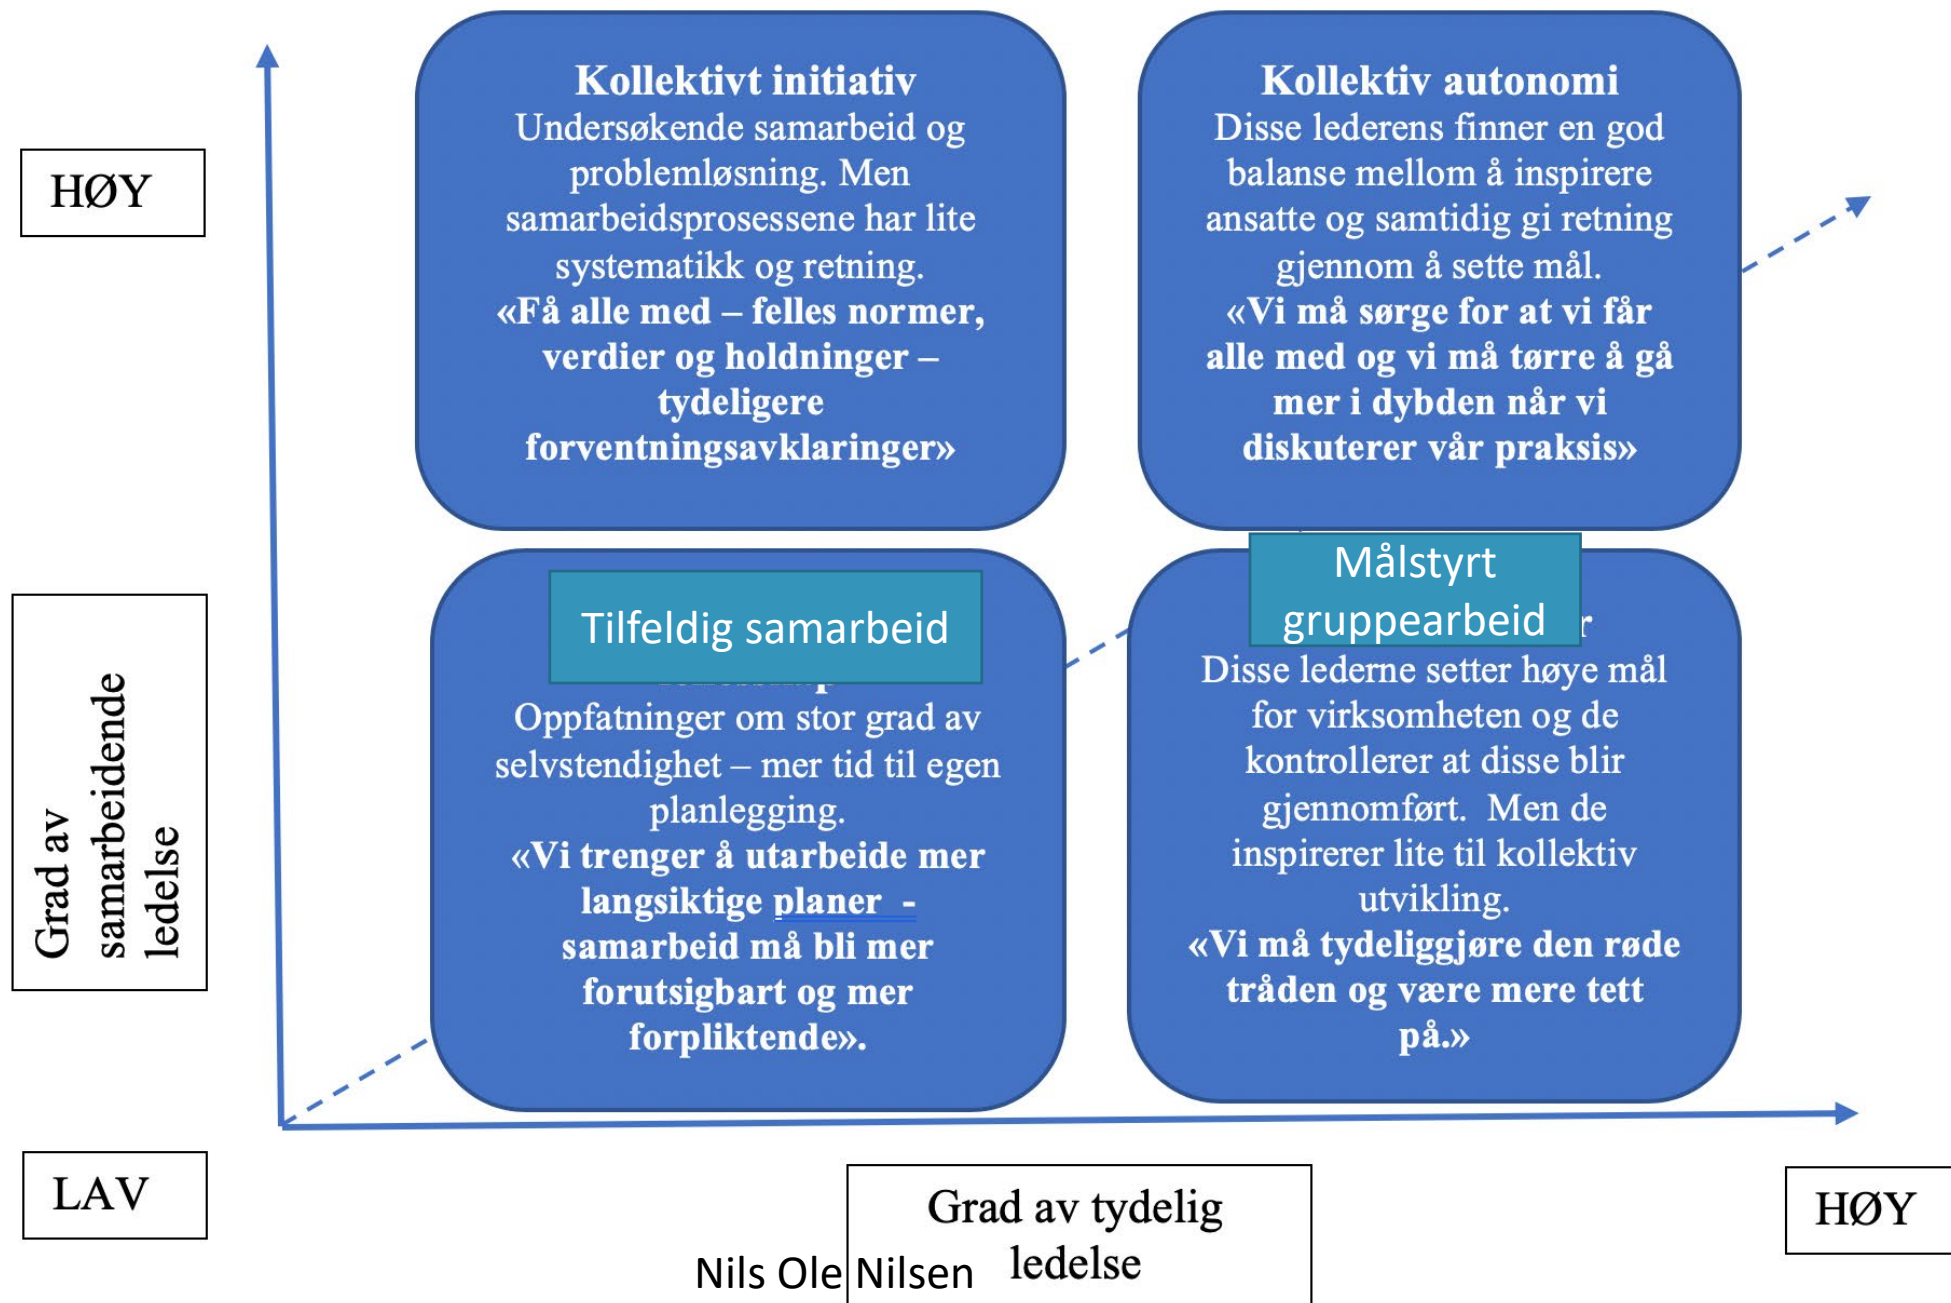 Kollektivt initiativ
Undersøkende samarbeid og
problemløsning. Men
samarbeidsprosessene har lite
systematikk og retning.
«Få alle med – felles normer,
verdier og holdninger –
tydeligere
forventningsavklaringer»
Kollektiv autonomi
Disse lederens finner en god
balanse mellom å inspirere
ansatte og samtidig gi retning
gjennom å sette mål.
«Vi må sørge for at vi får
alle med og vi må tørre å gå
mer i dybden når vi
diskuterer vår praksis»
HØY
Grad av
samarbeidende
ledelse
Tilfeldig samarbeid
Oppfatninger om stor grad av
selvstendighet – mer tid til egen
planlegging.
«Vi trenger å utarbeide mer
langsiktige planer  -
samarbeid må bli mer
forutsigbart og mer
forpliktende».
Målstyrt
gruppearbeid
Disse lederne setter høye mål
for virksomheten og de
kontrollerer at disse blir
gjennomført.  Men de
inspirerer lite til kollektiv
utvikling.
«Vi må tydeliggjøre den røde
tråden og være mere tett
på.»
LAV
Grad av tydelig
ledelse
HØY
Nils Ole Nilsen